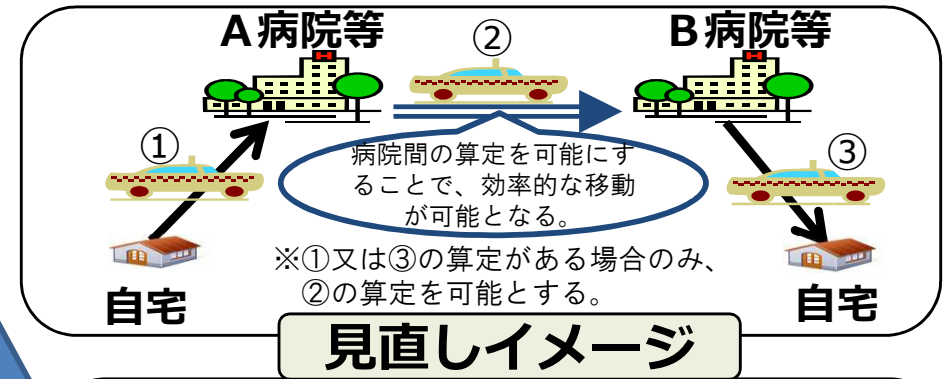 A病院等
②
B病院等
①
③
病院間の算定を可能にす
ることで、効率的な移動
が可能となる。
※①又は③の算定がある場合のみ、
②の算定を可能とする。
自宅
自宅
見直しイメージ